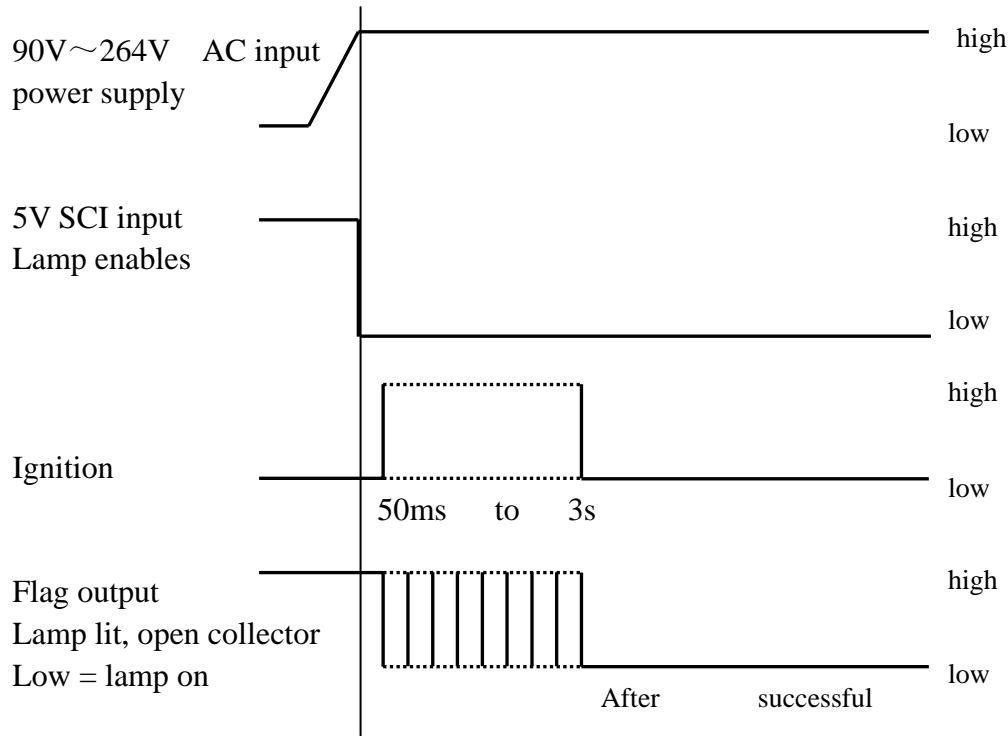 90V～264V AC input
power supply
high
low
5V SCI input
Lamp enables
high
low
Ignition
high
low
50ms to 3s
Flag output
Lamp lit, open collector
Low = lamp on
high
low
After successful